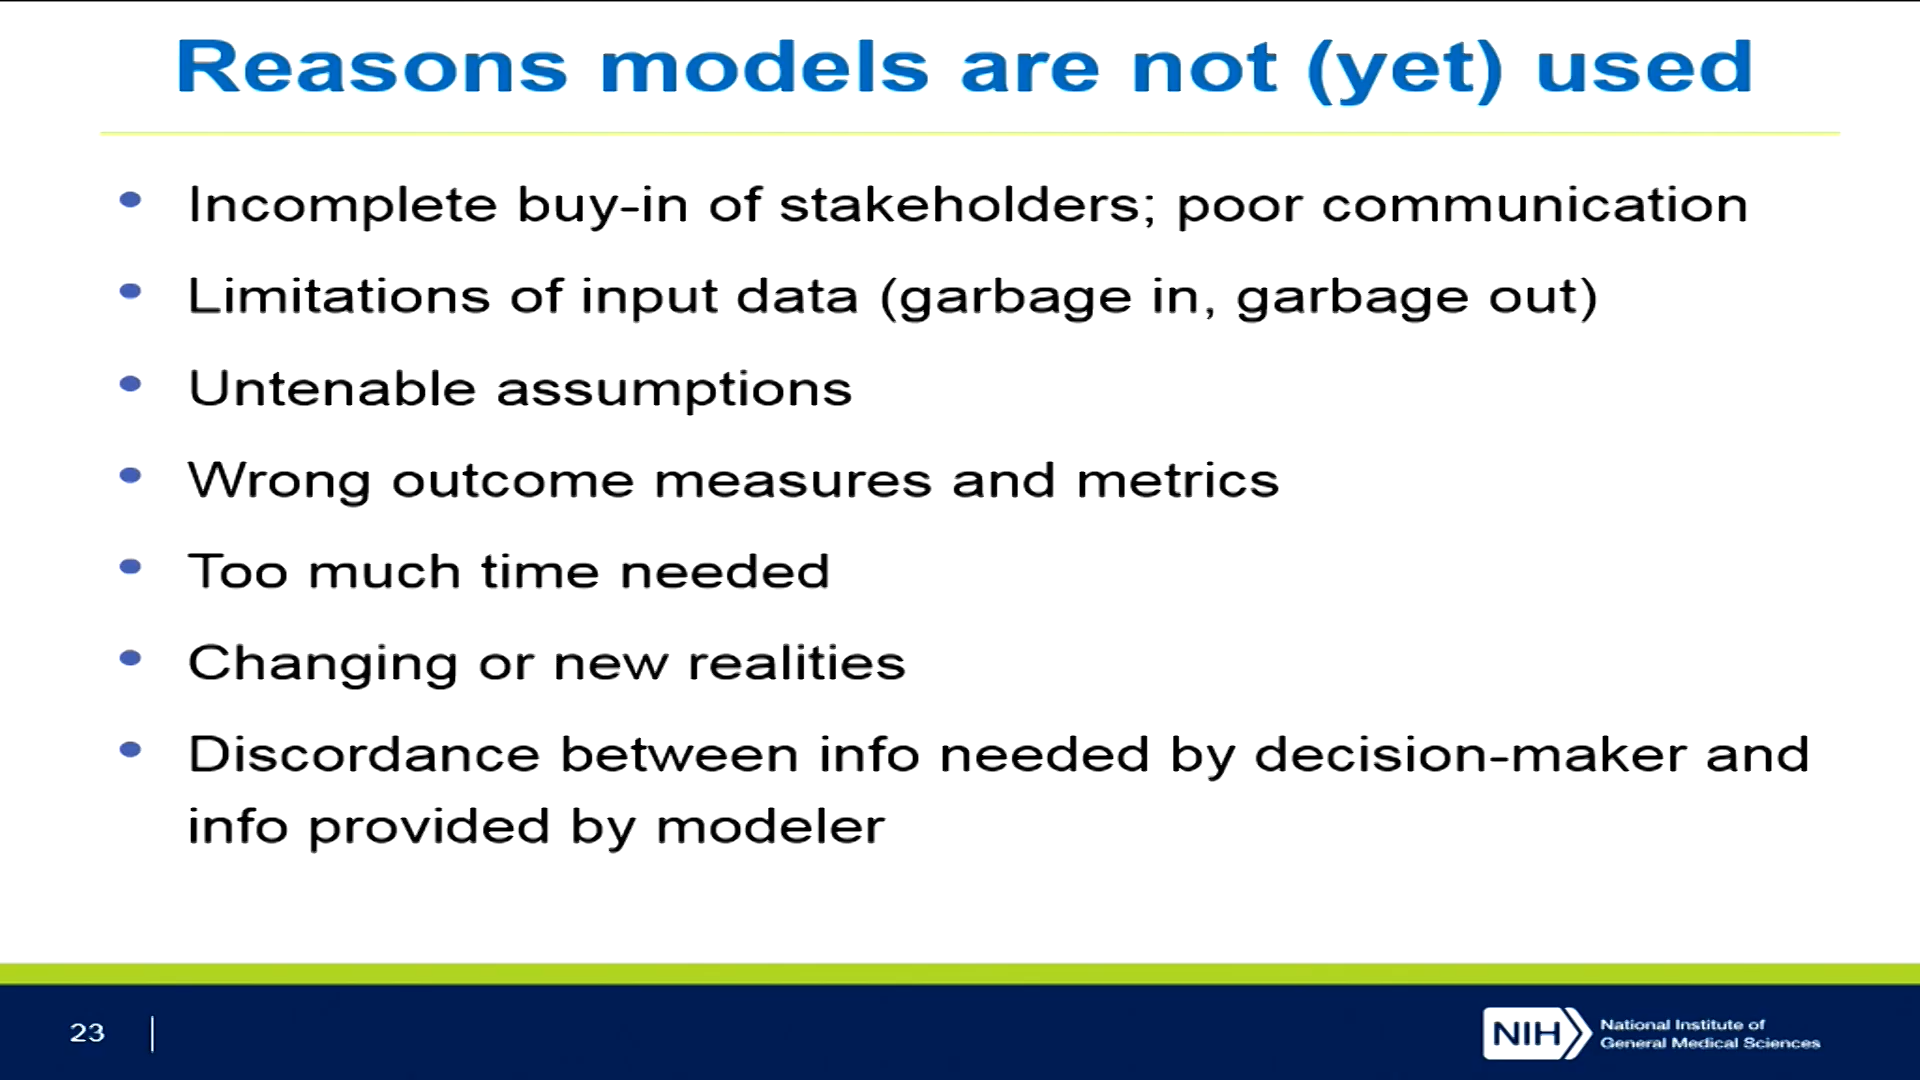 Reasons models are not (yet) used
• Incomplete buy-in of stakeholders; poor communication
• Limitations of input data (garbage in, garbage out)
• Untenable assumptions
• Wrong outcome measures and metrics
• Too much time needed
• Changing or new realities
• Discordance between info needed by decision-maker and
info provided by modeler
23
NIH
National Institute of
General Medical Sciences